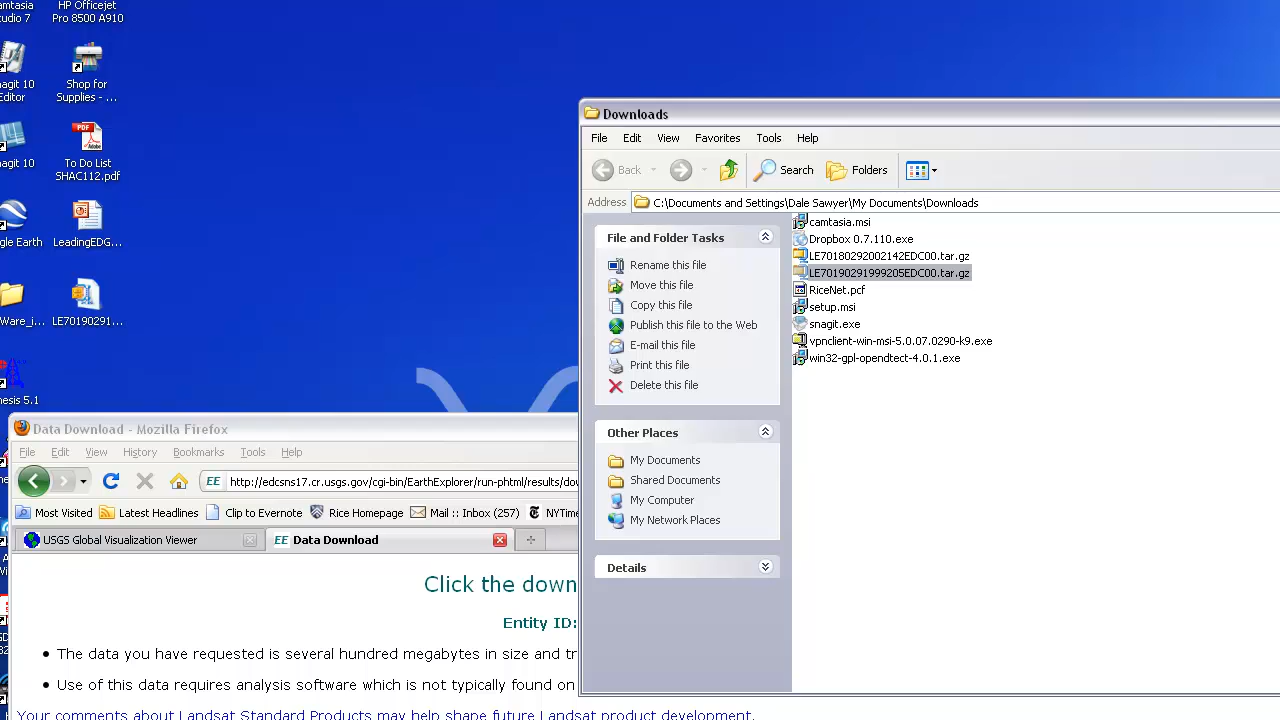 amtasia
tudio 7
HP Officejet
Pro 8500 A910
nagit 10
Editor
Shop for
Supplies - ...
nagit 10
To Do List
SHAC112.pdf
gle Earth
LeadingEDG...
Ware_i...
LE70190291...
nesis 5.1
Downloads
File Edit View Favorites Tools Help
Back Search Folders
Address C:\Documents and Settings\Dale Sawyer\My Documents\Downloads
File and Folder Tasks
Rename this file
Move this file
Copy this file
Publish this file to the Web
E-mail this file
Print this file
Delete this file
Other Places
My Documents
Shared Documents
My Computer
My Network Places
Details
camtasia.msi
Dropbox 0.7.110.exe
LE70180292002142EDC00.tar.gz
LE70190291999205EDC00.tar.gz
RiceNet.pcf
setup.msi
snagit.exe
vpnclient-win-msi-5.0.07.0290-k9.exe
win32-gpl-opendtect-4.0.1.exe
Data Download - Mozilla Firefox
File Edit View History Bookmarks Tools Help
EE http://edcsns17.cr.usgs.gov/cgi-bin/EarthExplorer/run-phtml/results/dov
Most Visited Latest Headlines Clip to Evernote Rice Homepage Mail :: Inbox (257) NYTime
USGS Global Visualization Viewer EE Data Download
Click the down
Entity ID:
• The data you have requested is several hundred megabytes in size and tr
• Use of this data requires analysis software which is not typically found on
Your comments about Landsat Standard Products may help shape future Landsat product development.